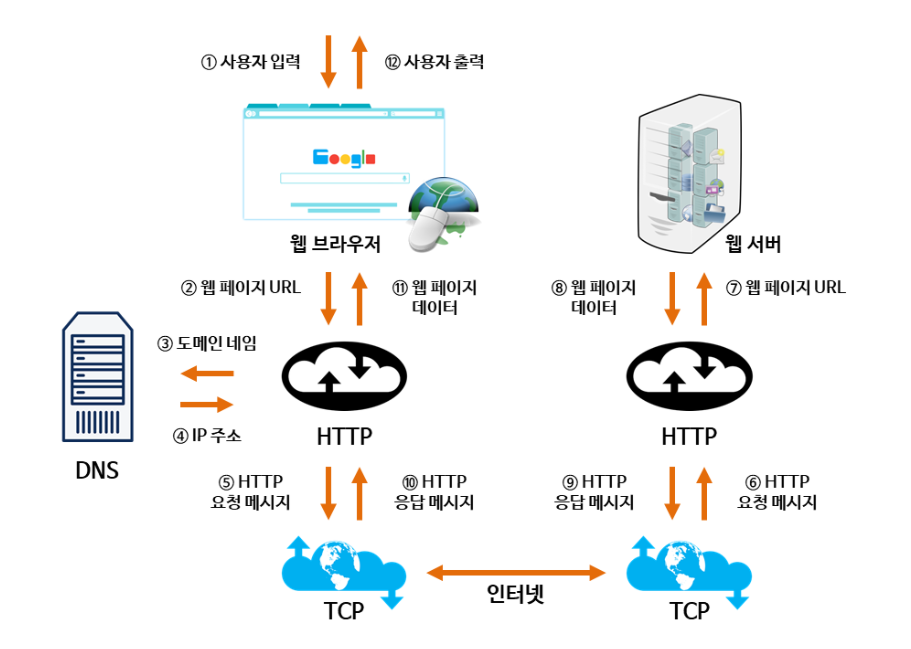 ① 사용자 입력
⑫ 사용자 출력
Google
웹 브라우저
웹 서버
② 웹 페이지 URL
⑪ 웹 페이지
데이터
⑧ 웹 페이지
데이터
⑦ 웹 페이지 URL
③ 도메인 네임
④ IP 주소
DNS
HTTP
HTTP
⑤ HTTP
요청 메시지
⑩ HTTP
응답 메시지
⑨ HTTP
응답 메시지
⑥ HTTP
요청 메시지
TCP
인터넷
TCP